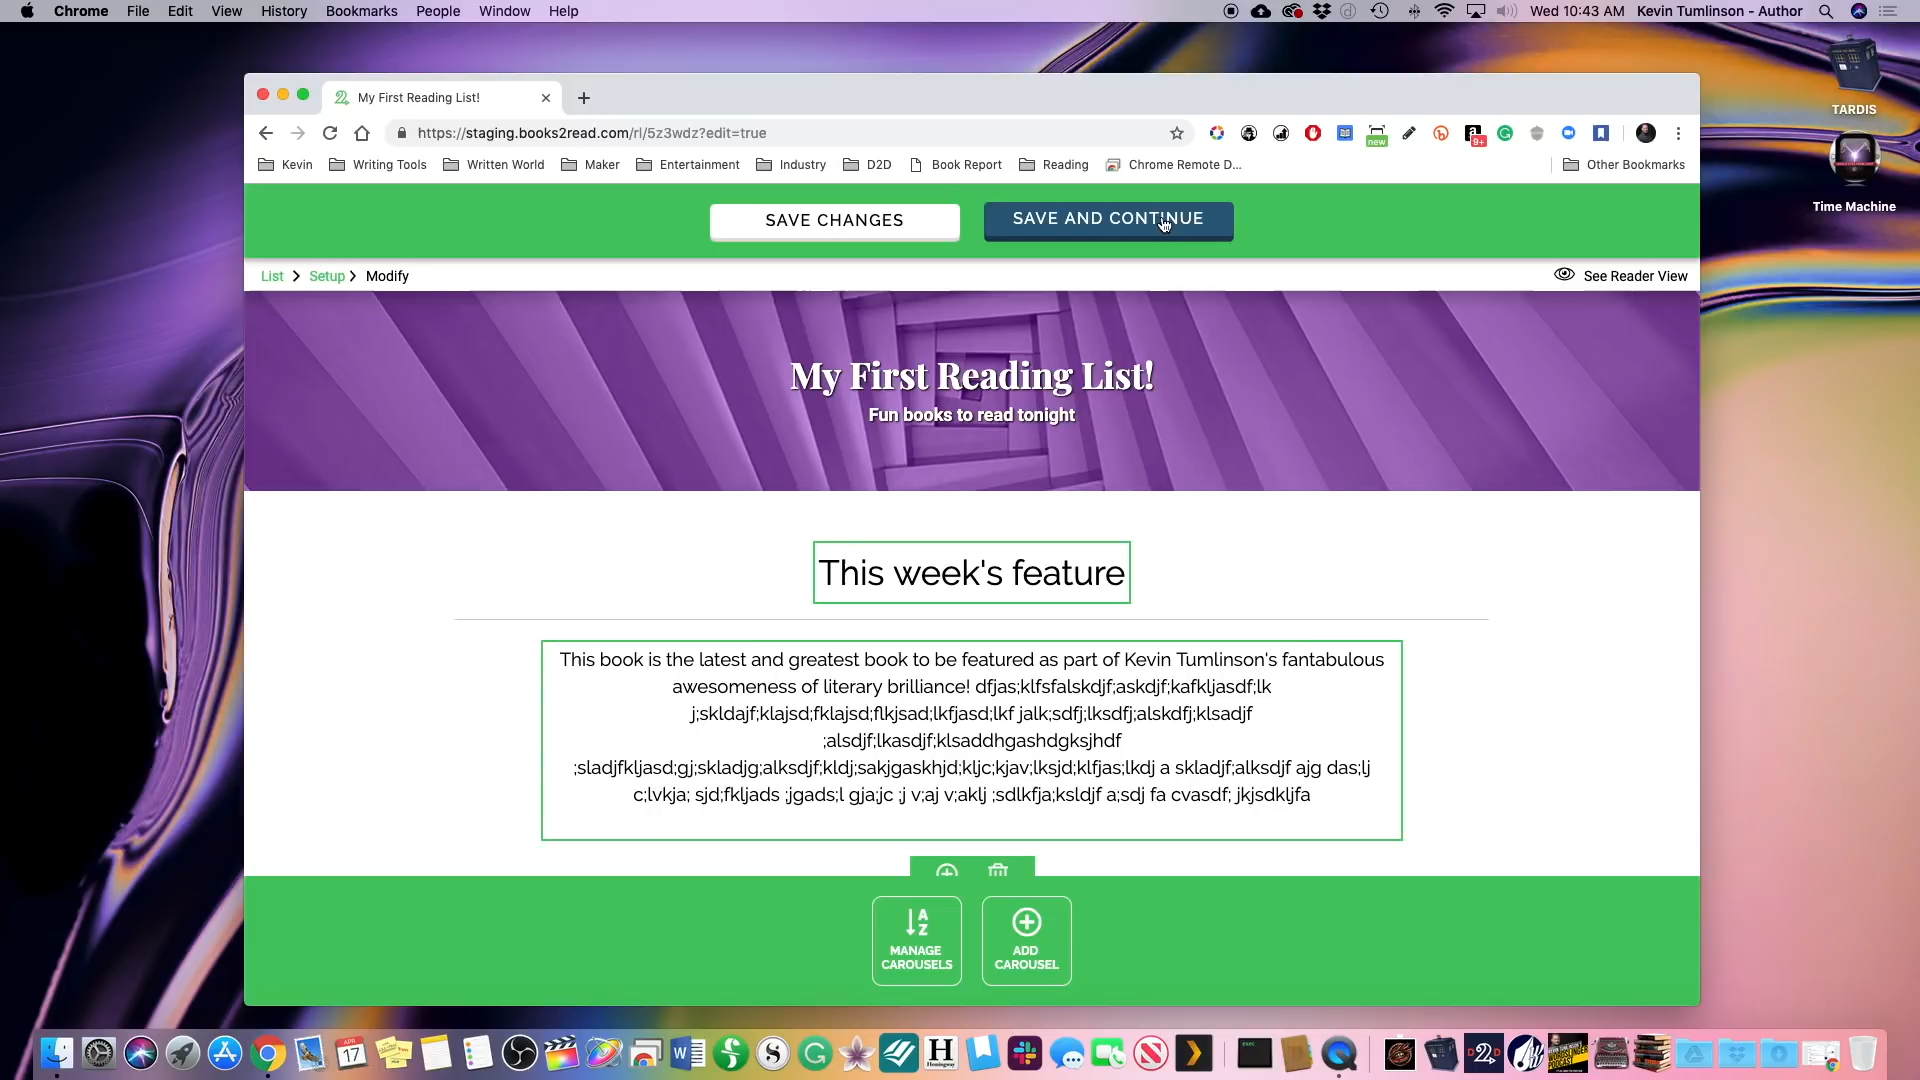 Chrome File Edit View History Bookmarks People Window Help
Wed 10:43 AM Kevin Tumlinson - Author
TARDIS
Time Machine
My First Reading List!
https://staging.books2read.com/rl/5z3wdz?edit=true
new
9+
Kevin Writing Tools Written World Maker Entertainment Industry D2D Book Report Reading Chrome Remote D... Other Bookmarks
SAVE CHANGES
SAVE AND CONTINUE
List > Setup > Modify
See Reader View
My First Reading List!
Fun books to read tonight
This week's feature
This book is the latest and greatest book to be featured as part of Kevin Tumlinson's fantabulous
awesomeness of literary brilliance! dfjas;klfsfalskdjf;askdjf;kafkljasdf;lk
j;skldajf;klajsd;fklajsd;flkjsad;lkfjasd;lkf jalk;sdfj;lksdfj;alskdfj;klsadjf
;alsdjf;lkasdjf;klsaddhgashdgksjhdf
;sladjfkljasd;gj;skladjg;alksdjf;kldj;sakjgaskhjd;kljc;kjav;lksjd;klfjas;lkdj a skladjf;alksdjf ajg das;lj
c;lvkja; sjd;fkljads ;jgads;l gja;jc ;j v;aj v;aklj ;sdlkfja;ksldjf a;sdj fa cvasdf; jkjsdkljfa
A
Z
MANAGE
CAROUSELS
ADD
CAROUSEL
APR
17
exec
D2D